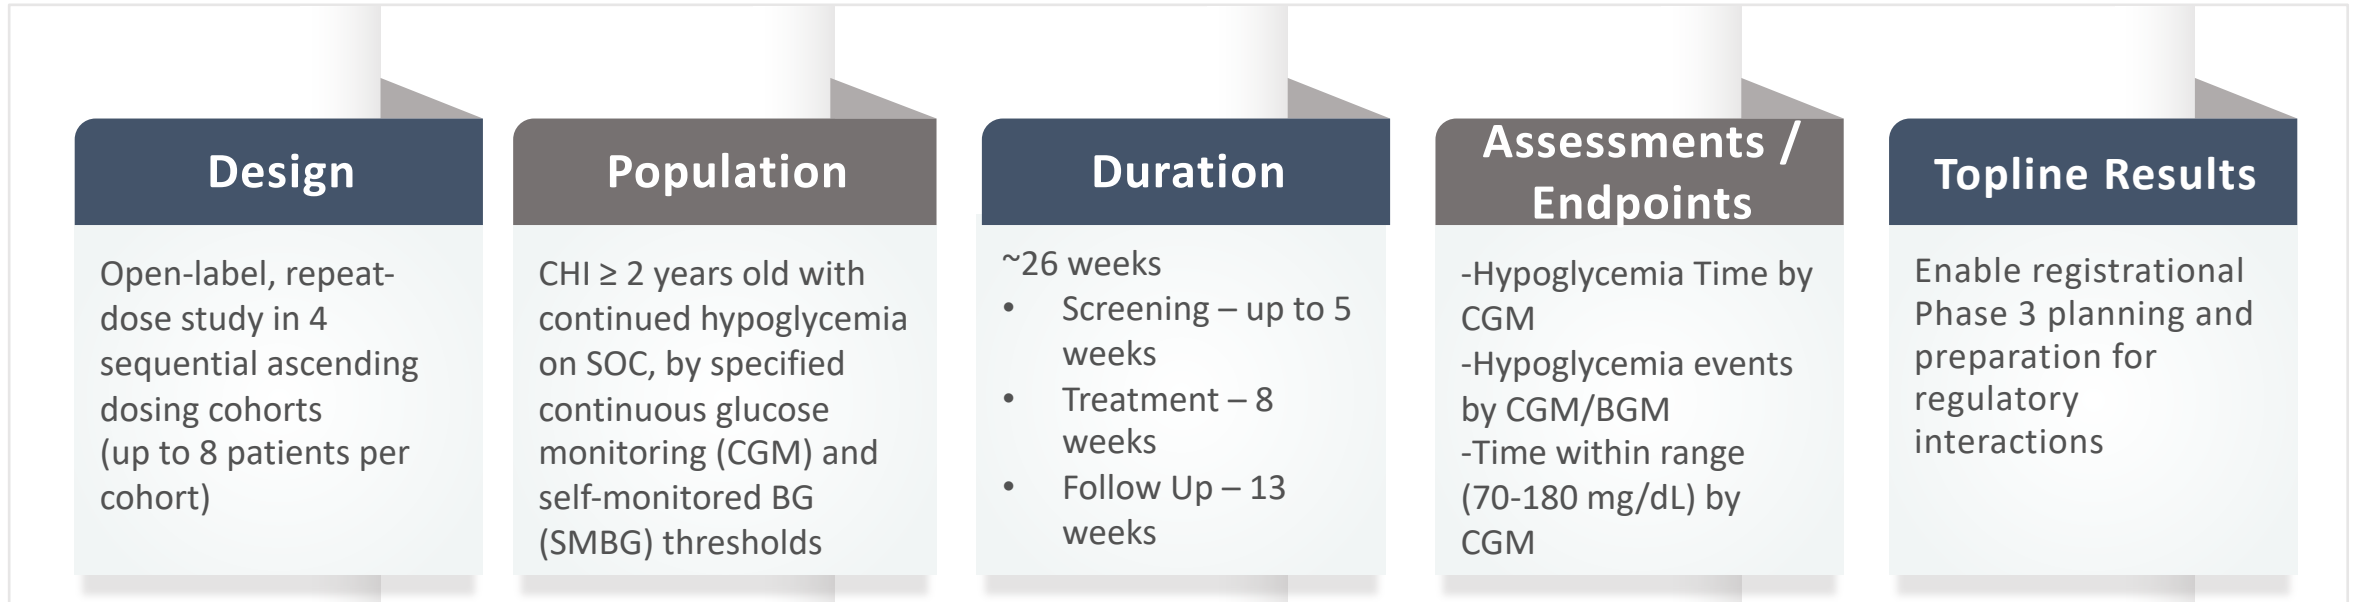 Design
Open-label, repeat-
dose study in 4
sequential ascending
dosing cohorts
(up to 8 patients per
cohort)
Population
CHI ≥ 2 years old with
continued hypoglycemia
on SOC, by specified
continuous glucose
monitoring (CGM) and
self-monitored BG
(SMBG) thresholds
Duration
~26 weeks
• Screening – up to 5
weeks
• Treatment – 8
weeks
• Follow Up – 13
weeks
Assessments /
Endpoints
-Hypoglycemia Time by
CGM
-Hypoglycemia events
by CGM/BGM
-Time within range
(70-180 mg/dL) by
CGM
Topline Results
Enable registrational
Phase 3 planning and
preparation for
regulatory
interactions